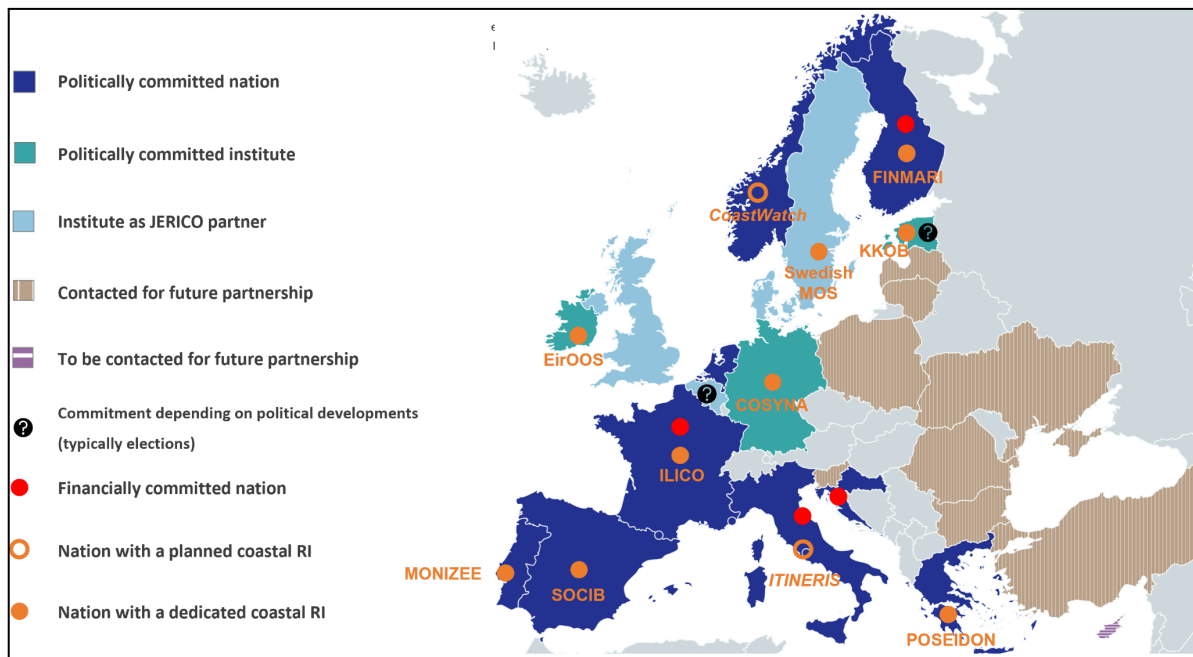 Politically committed nation
Politically committed institute
Institute as JERICO partner
Contacted for future partnership
To be contacted for future partnership
?
Commitment depending on political developments
(typically elections)
Financially committed nation
Nation with a planned coastal RI
Nation with a dedicated coastal RI
FINMARI
CoastWatch
KKOB
?
Swedish
MOS
EirOOS
?
COSYNA
ILICO
MONIZEE
SOCIB
ITINERIS
POSEIDON